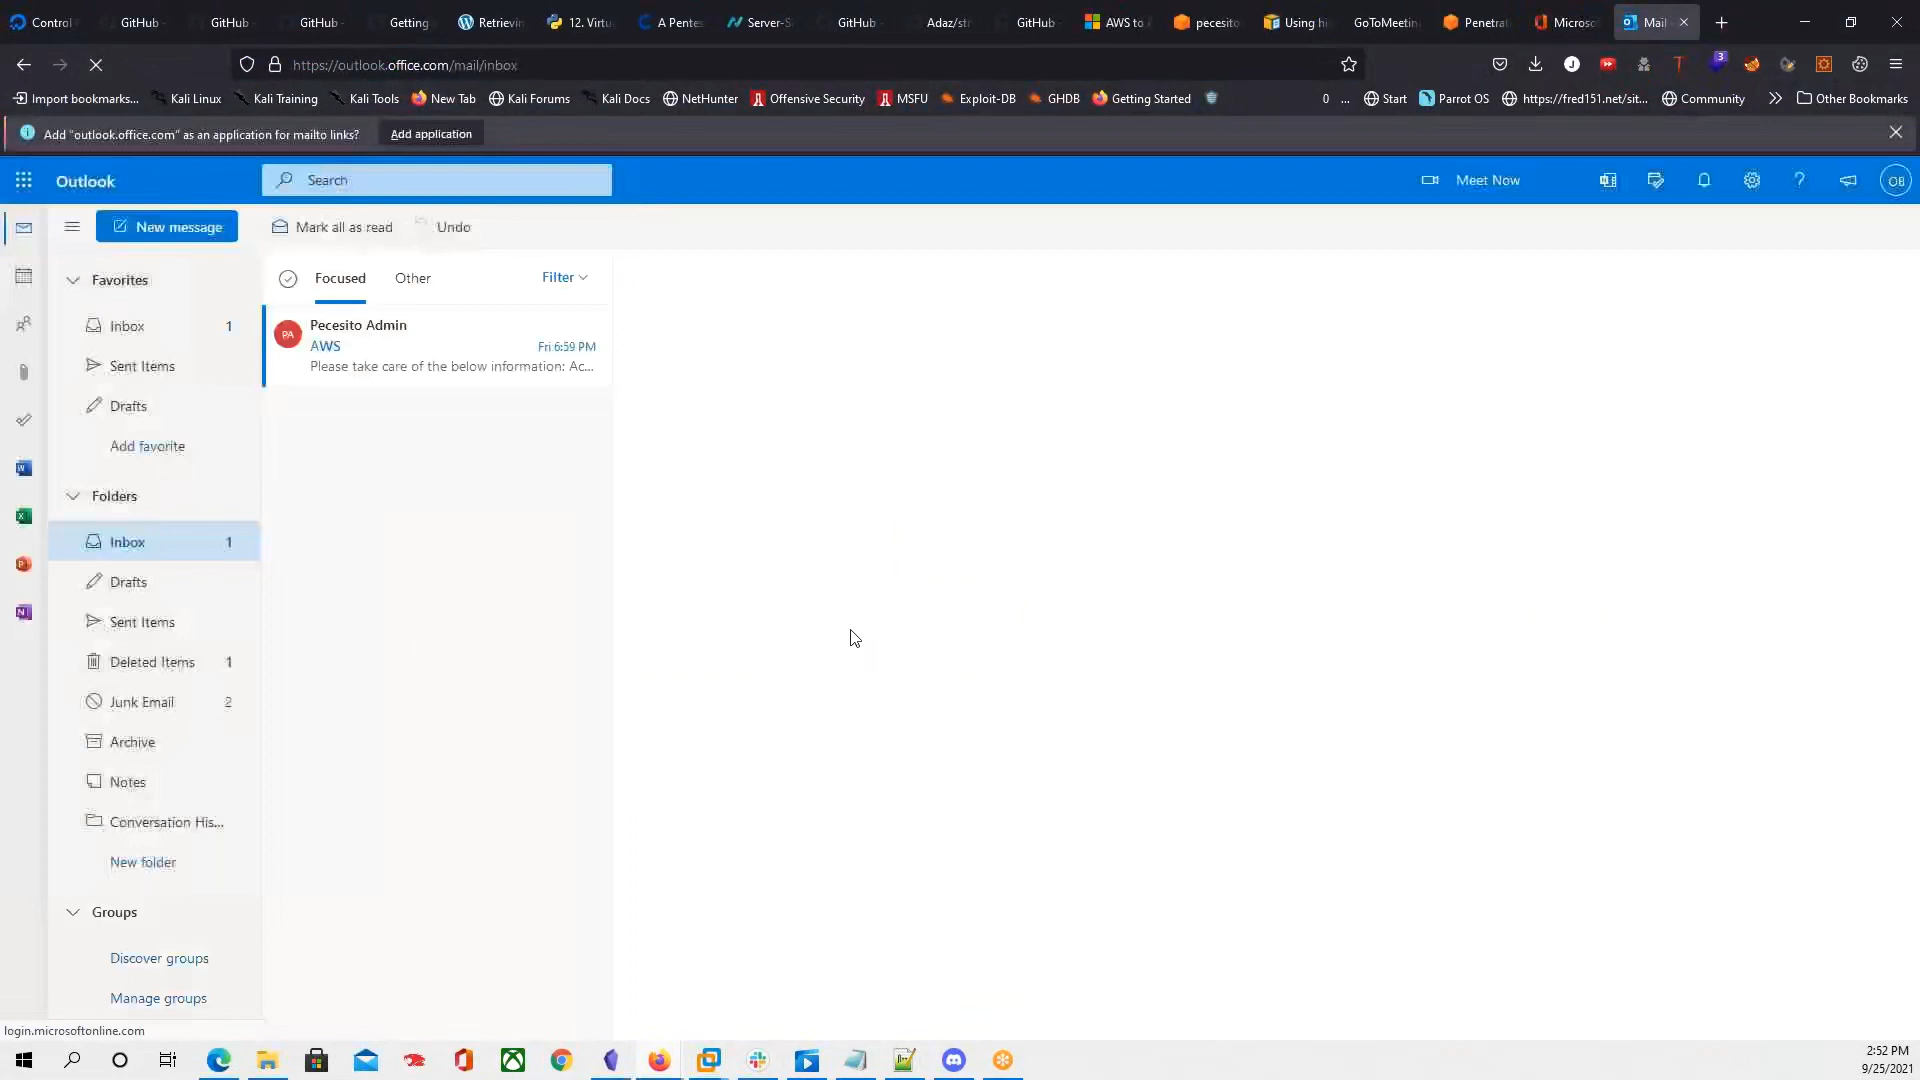 Control
GitHub
GitHub
GitHub
Getting
Retrievin
12. Virtu
A Pentes
Server-S
GitHub
Adaz/str
GitHub
AWS to
pecesito
Using hi
GoToMeetin
Penetrat
Microso
Mail
https://outlook.office.com/mail/inbox
3
Import bookmarks...
Kali Linux
Kali Training
Kali Tools
New Tab
Kali Forums
Kali Docs
NetHunter
Offensive Security
MSFU
Exploit-DB
GHDB
Getting Started
0 ...
Start
Parrot OS
https://fred151.net/sit...
Community
Other Bookmarks
Add "outlook.office.com" as an application for mailto links?
Add application
Outlook
Search
Meet Now
OB
New message
Mark all as read
Undo
Favorites
Inbox 1
Sent Items
Drafts
Add favorite
Folders
Inbox 1
Drafts
Sent Items
Deleted Items 1
Junk Email 2
Archive
Notes
Conversation His...
New folder
Groups
Discover groups
Manage groups
Focused
Other
Filter
PA
Pecesito Admin
AWS
Fri 6:59 PM
Please take care of the below information: Ac...
login.microsoftonline.com
2:52 PM
9/25/2021